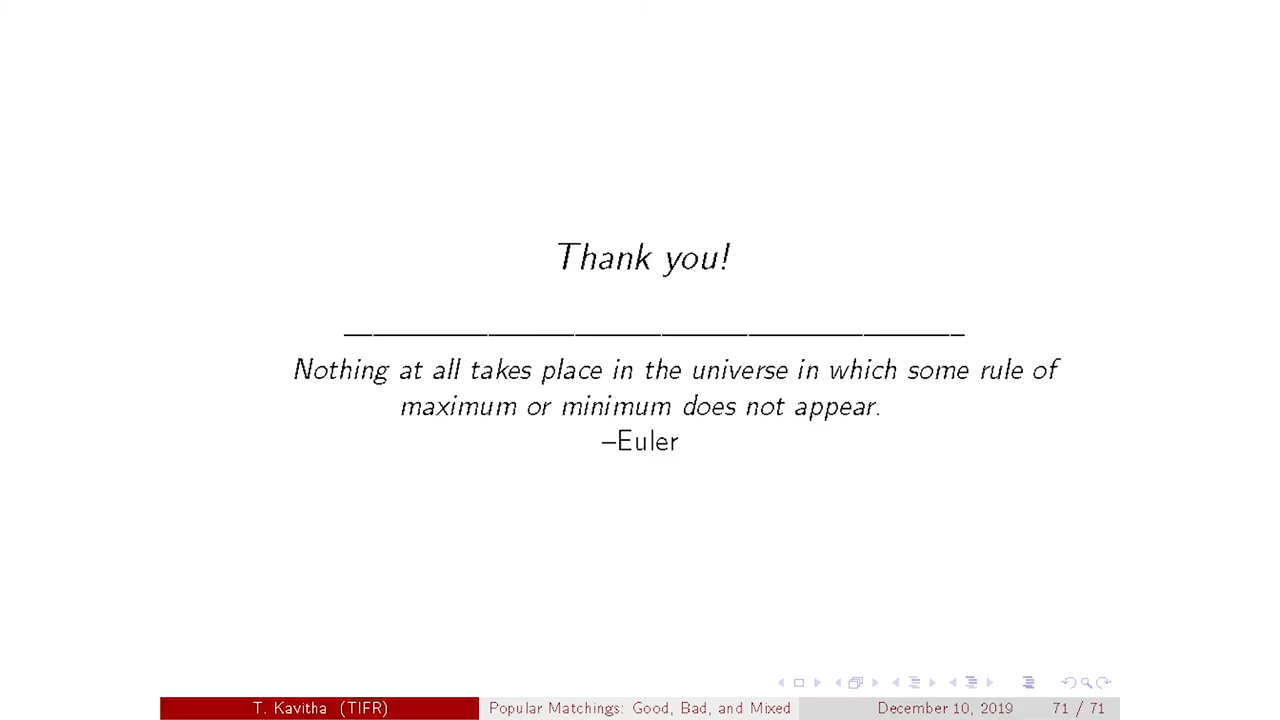 Thank you!
Nothing at all takes place in the universe in which some rule of
maximum or minimum does not appear.
–Euler
T. Kavitha (TIFR) Popular Matchings: Good, Bad, and Mixed December 10, 2019 71 / 71